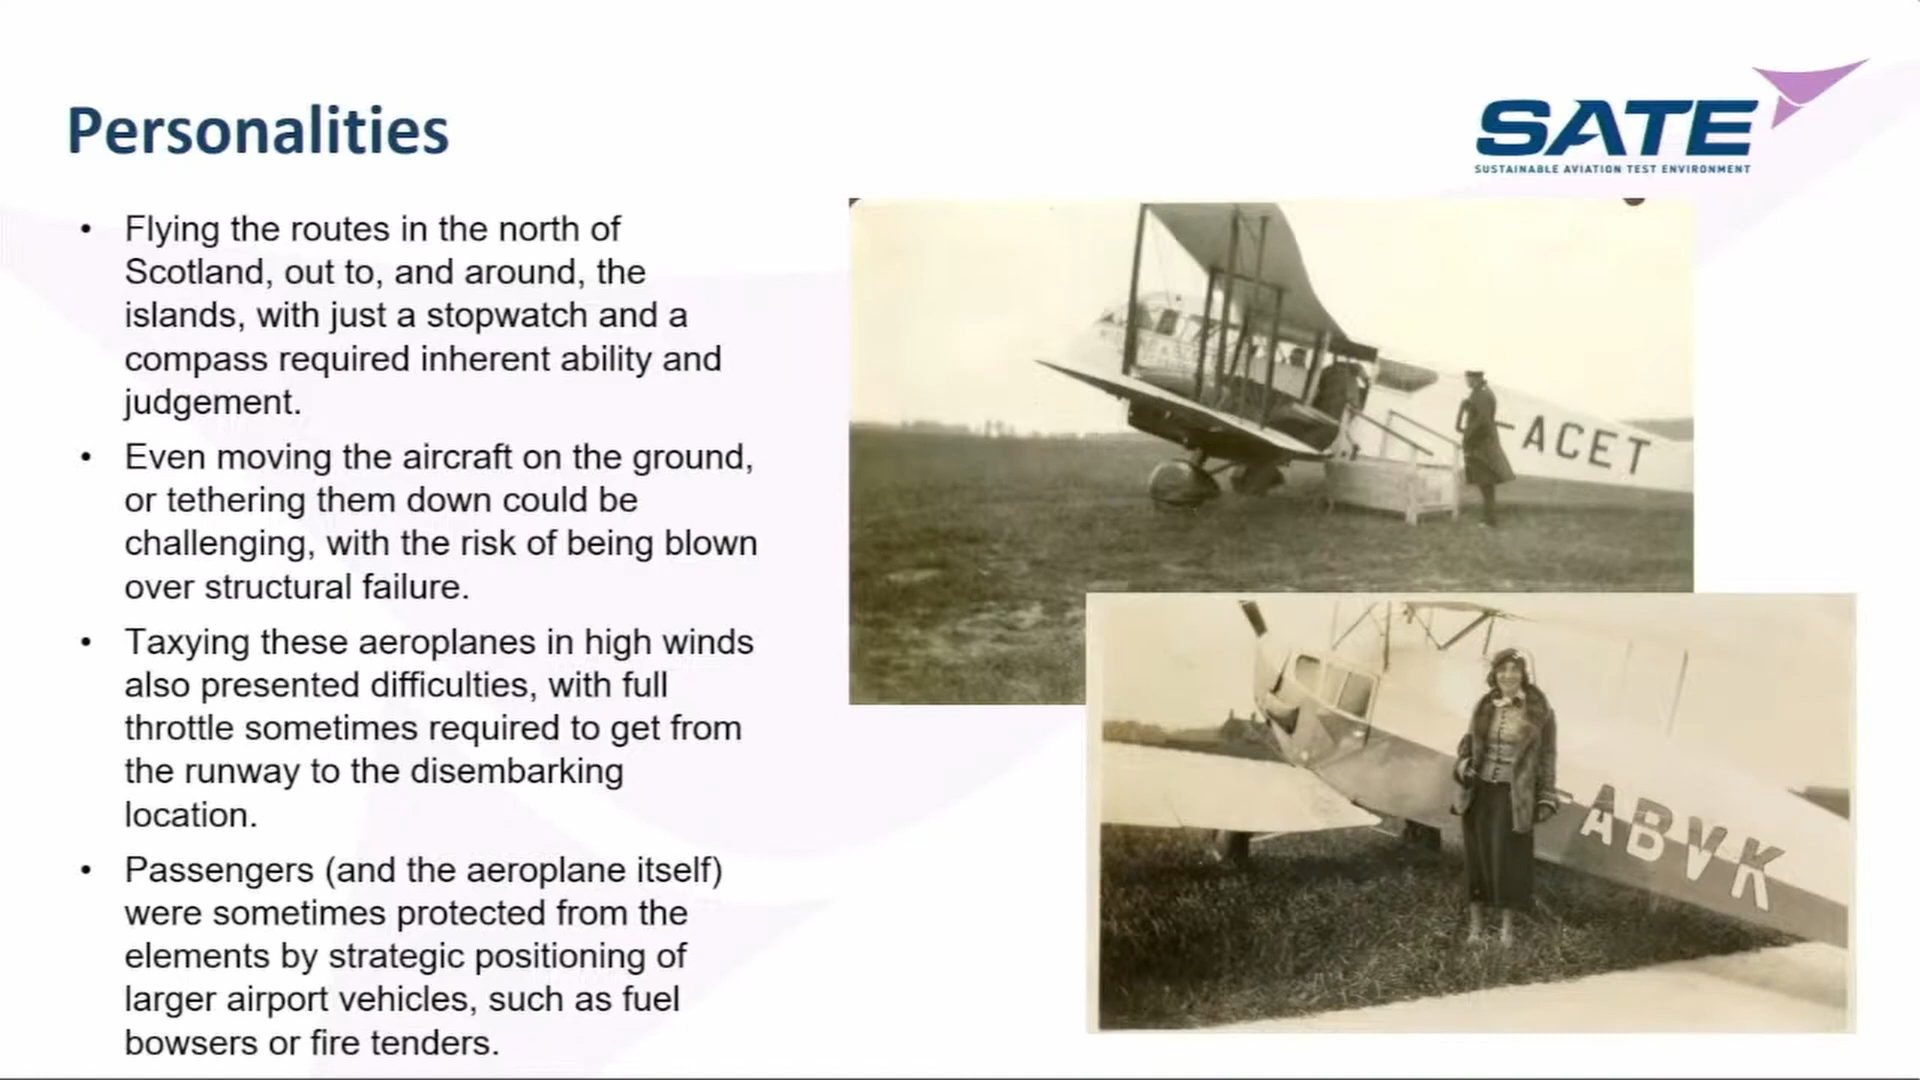 Personalities
SATE
SUSTAINABLE AVIATION TEST ENVIRONMENT
• Flying the routes in the north of
Scotland, out to, and around, the
islands, with just a stopwatch and a
compass required inherent ability and
judgement.
• Even moving the aircraft on the ground,
or tethering them down could be
challenging, with the risk of being blown
over structural failure.
• Taxying these aeroplanes in high winds
also presented difficulties, with full
throttle sometimes required to get from
the runway to the disembarking
location.
• Passengers (and the aeroplane itself)
were sometimes protected from the
elements by strategic positioning of
larger airport vehicles, such as fuel
bowsers or fire tenders.
-ACET
-ABVK